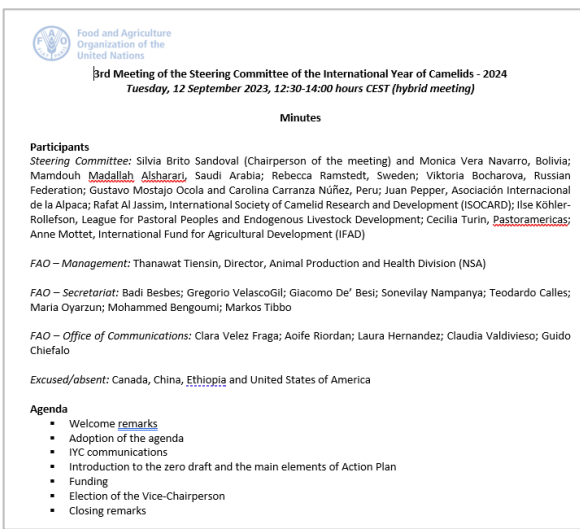 Food and Agriculture
Organization of the
United Nations
3rd Meeting of the Steering Committee of the International Year of Camelids - 2024
Tuesday, 12 September 2023, 12:30-14:00 hours CEST (hybrid meeting)
Minutes
Participants
Steering Committee: Silvia Brito Sandoval (Chairperson of the meeting) and Monica Vera Navarro, Bolivia;
Mamdouh Madallah Alsharari, Saudi Arabia; Rebecca Ramstedt, Sweden; Viktoria Bocharova, Russian
Federation; Gustavo Mostajo Ocola and Carolina Carranza Núñez, Peru; Juan Pepper, Asociación Internacional
de la Alpaca; Rafat Al Jassim, International Society of Camelid Research and Development (ISOCARD); Ilse Köhler-
Rollefson, League for Pastoral Peoples and Endogenous Livestock Development; Cecilia Turin, Pastoramericas;
Anne Mottet, International Fund for Agricultural Development (IFAD)
FAO – Management: Thanawat Tiensin, Director, Animal Production and Health Division (NSA)
FAO – Secretariat: Badi Besbes; Gregorio VelascoGil; Giacomo De’ Besi; Sonevilay Nampanya; Teodardo Calles;
Maria Oyarzun; Mohammed Bengoumi; Markos Tibbo
FAO – Office of Communications: Clara Velez Fraga; Aoife Riordan; Laura Hernandez; Claudia Valdivieso; Guido
Chiefalo
Excused/absent: Canada, China, Ethiopia and United States of America
Agenda
▪ Welcome remarks
▪ Adoption of the agenda
▪ IYC communications
▪ Introduction to the zero draft and the main elements of Action Plan
▪ Funding
▪ Election of the Vice-Chairperson
▪ Closing remarks